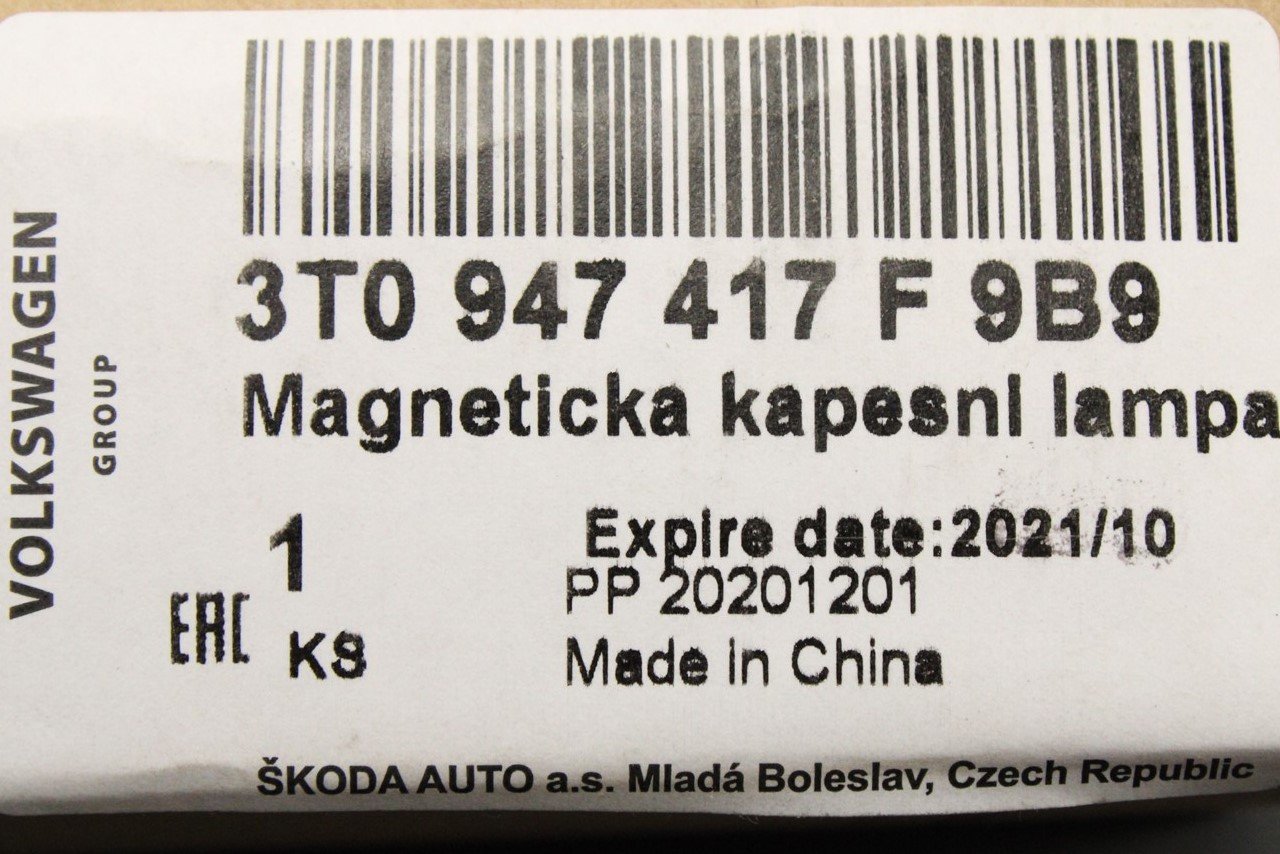 VOLKSWAGEN
GROUP
3T0 947 417 F 9B9
Magneticka kapesni lampa
1
Expire date:2021/10
PP 20201201
EAC
KS
Made in China
ŠKODA AUTO a.s. Mladá Boleslav, Czech Republic